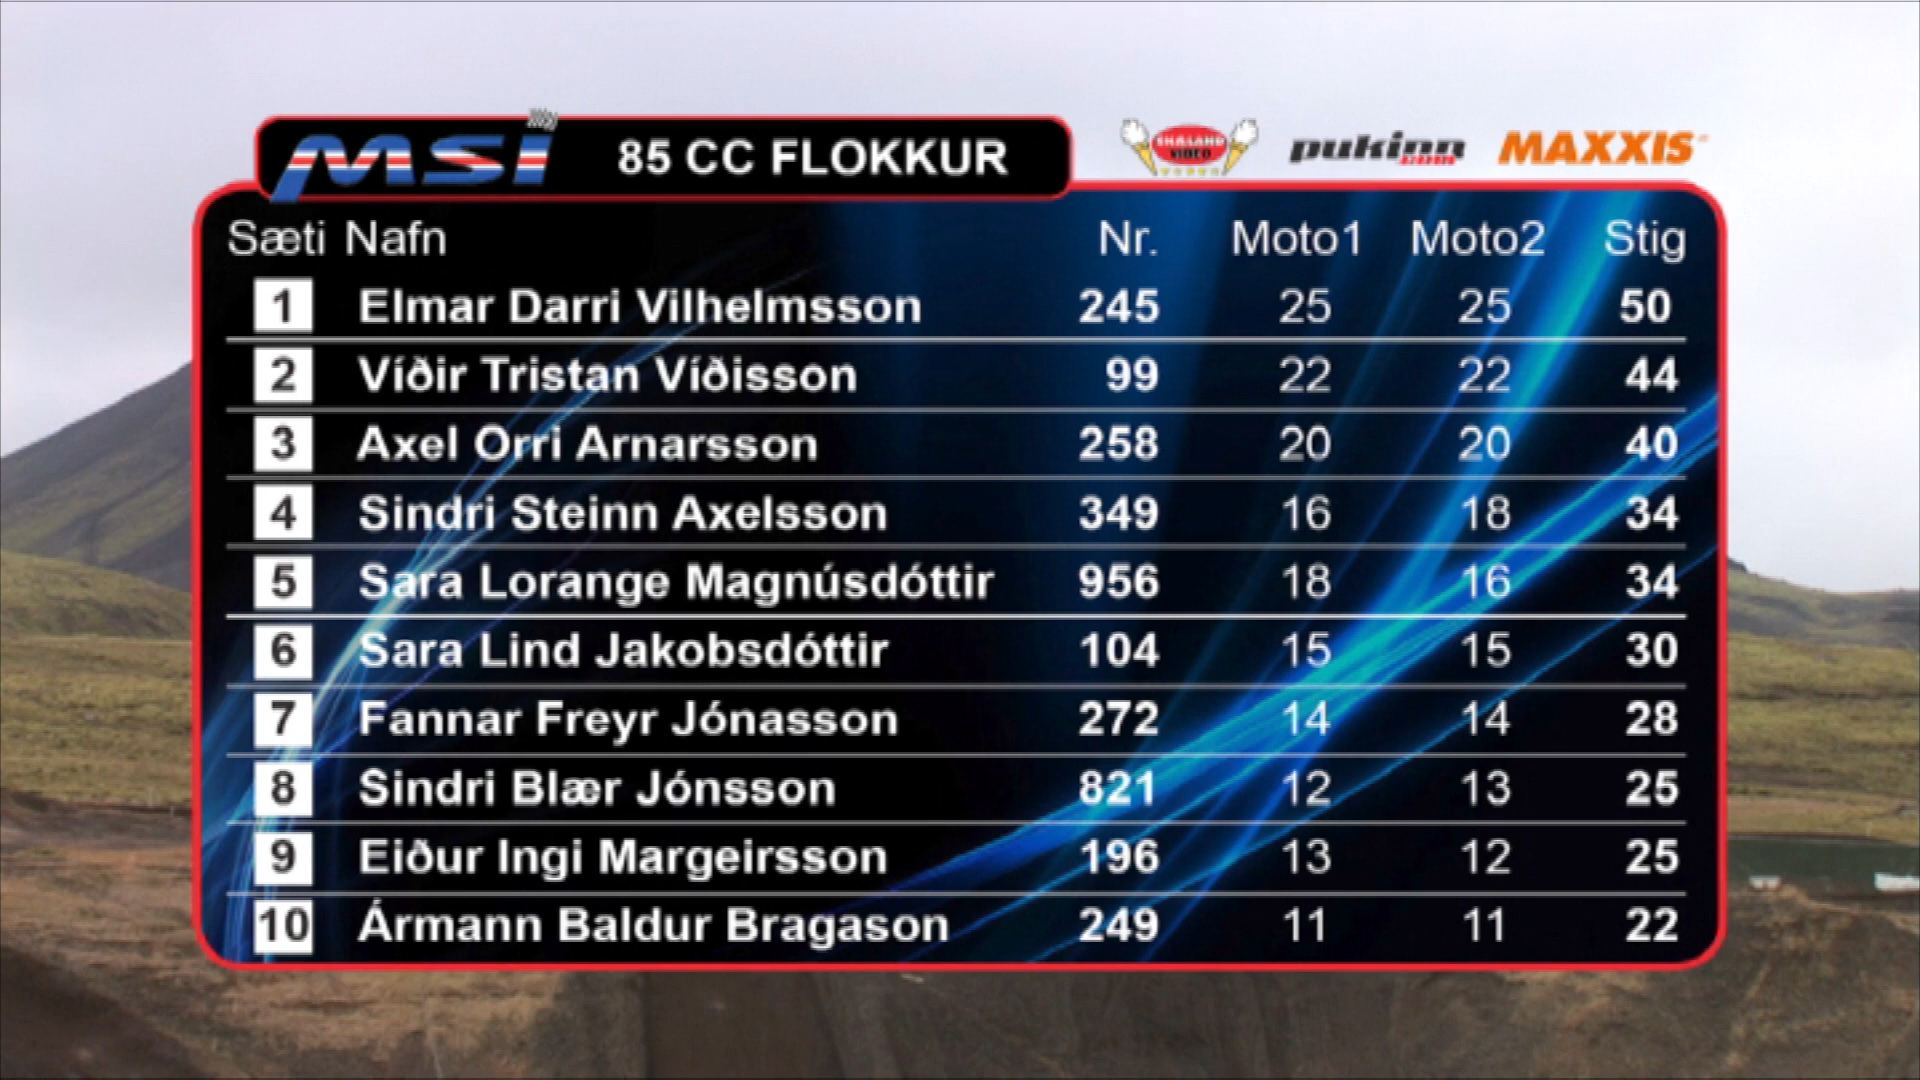 MSI 85 CC FLOKKUR
VIDEO pukinn.com MAXXIS
Sæti Nafn Nr. Moto1 Moto2 Stig
1 Elmar Darri Vilhelmsson 245 25 25 50
2 Víðir Tristan Víðisson 99 22 22 44
3 Axel Orri Arnarsson 258 20 20 40
4 Sindri Steinn Axelsson 349 16 18 34
5 Sara Lorange Magnúsdóttir 956 18 16 34
6 Sara Lind Jakobsdóttir 104 15 15 30
7 Fannar Freyr Jónasson 272 14 14 28
8 Sindri Blær Jónsson 821 12 13 25
9 Eiður Ingi Margeirsson 196 13 12 25
10 Ármann Baldur Bragason 249 11 11 22